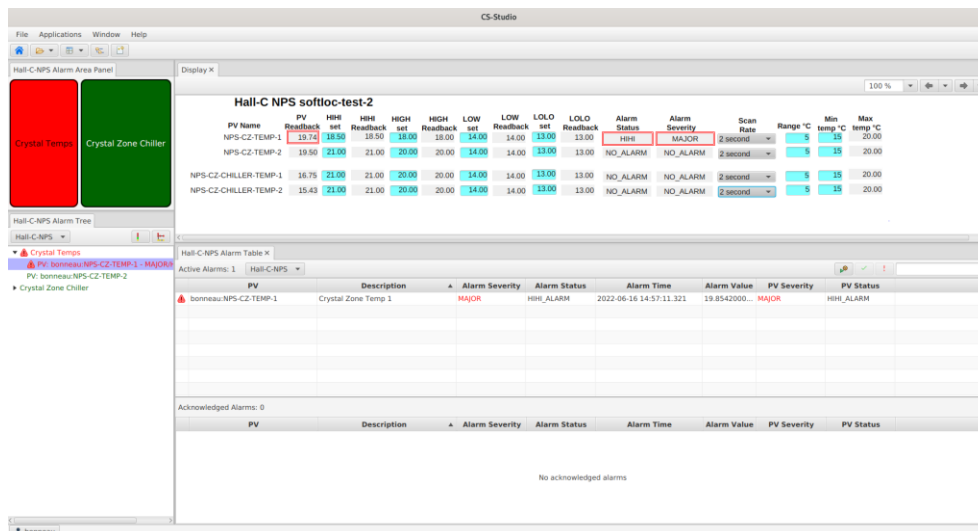 CS-Studio
File Applications Window Help
Hall-C-NPS Alarm Area Panel
Crystal Temps
Crystal Zone Chiller
Display
100 %
Hall-C NPS softloc-test-2
PV Name PV Readback HIHI set HIHI Readback HIGH set HIGH Readback LOW set LOW Readback LOLO set LOLO Readback Alarm Status Alarm Severity Scan Rate Range °C Min temp °C Max temp °C
NPS-CZ-TEMP-1 19.74 18.50 18.50 18.00 18.00 14.00 14.00 13.00 13.00 HIHI MAJOR 2 second 5 15 20.00
NPS-CZ-TEMP-2 19.50 21.00 21.00 20.00 20.00 14.00 14.00 13.00 13.00 NO_ALARM NO_ALARM 2 second 5 15 20.00
NPS-CZ-CHILLER-TEMP-1 16.75 21.00 21.00 20.00 20.00 14.00 14.00 13.00 13.00 NO_ALARM NO_ALARM 2 second 5 15 20.00
NPS-CZ-CHILLER-TEMP-2 15.43 21.00 21.00 20.00 20.00 14.00 14.00 13.00 13.00 NO_ALARM NO_ALARM 2 second 5 15 20.00
Hall-C-NPS Alarm Tree
Hall-C-NPS
Crystal Temps
PV: bonneau:NPS-CZ-TEMP-1 - MAJOR/
PV: bonneau:NPS-CZ-TEMP-2
Crystal Zone Chiller
Hall-C-NPS Alarm Table
Active Alarms: 1 Hall-C-NPS
PV Description Alarm Severity Alarm Status Alarm Time Alarm Value PV Severity PV Status
bonneau:NPS-CZ-TEMP-1 Crystal Zone Temp 1 MAJOR HIHI_ALARM 2022-06-16 14:57:11.321 19.8542000... MAJOR HIHI_ALARM
Acknowledged Alarms: 0
PV Description Alarm Severity Alarm Status Alarm Time Alarm Value PV Severity PV Status
No acknowledged alarms